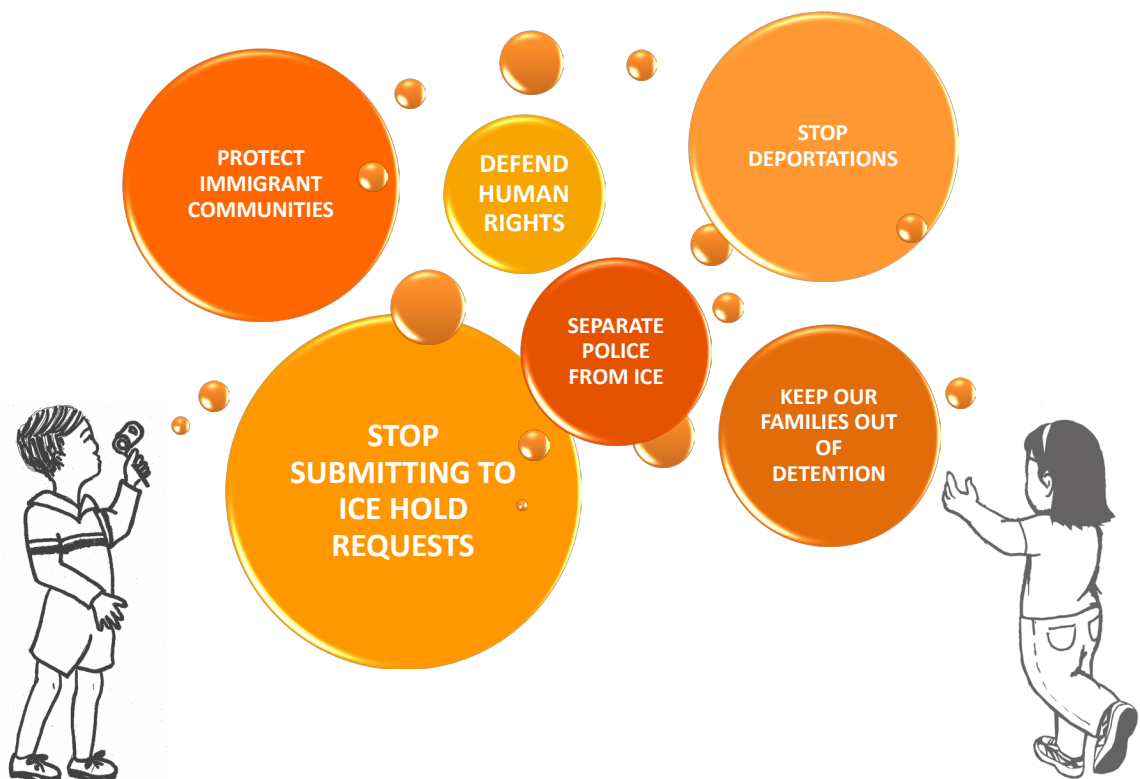 PROTECT
IMMIGRANT
COMMUNITIES
DEFEND
HUMAN
RIGHTS
STOP
DEPORTATIONS
SEPARATE
POLICE
FROM ICE
STOP
SUBMITTING TO
ICE HOLD
REQUESTS
KEEP OUR
FAMILIES OUT
OF
DETENTION